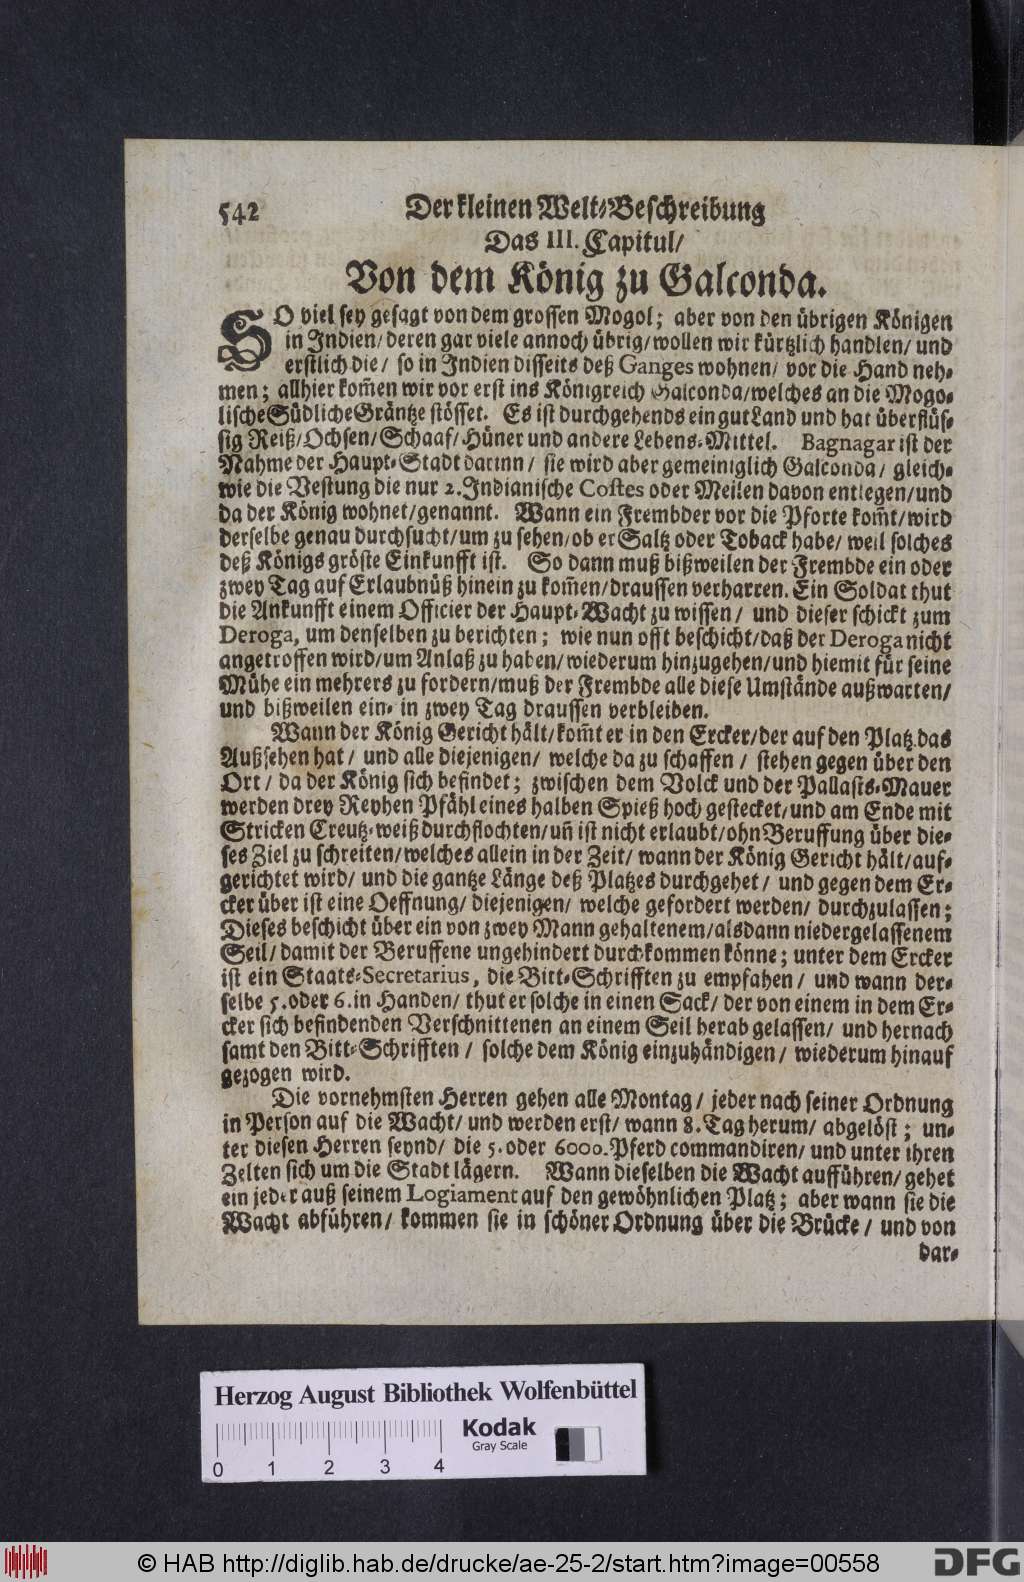 542 Der kleinen Welt-Beschreibung
Das III. Capitul/
Von dem König zu Galconda.
SO viel sey gesagt von dem grossen Mogol; aber von den übrigen Königen
in Indien/ deren gar viele annoch übrig/ wollen wir kürtzlich handlen/ und
erstlich die/ so in Indien disseits deß Ganges wohnen/ vor die Hand neh-
men; allhier kom̃en wir vor erst ins Königreich Galconda/ welches an die Mogo-
lische Südliche Gräntze stösset. Es ist durchgehends ein gut Land und hat überflüs-
sig Reiß/ Ochsen/ Schaaf/ Hüner und andere Lebens-Mittel. Bagnagar ist der
Nahme der Haupt-Stadt darinn/ sie wird aber gemeiniglich Galconda/ gleich-
wie die Vestung die nur 2. Indianische Costes oder Meilen davon entlegen/ und
da der König wohnet/ genannt. Wann ein Frembder vor die Pforte kom̃t/ wird
derselbe genau durchsucht/ um zu sehen/ ob er Saltz oder Toback habe/ weil solches
deß Königs gröste Einkunfft ist. So dann muß bißweilen der Frembde ein oder
zwey Tag auf Erlaubnüß hinein zu kom̃en/ draussen verharren. Ein Soldat thut
die Ankunfft einem Officier der Haupt-Wacht zu wissen/ und dieser schickt zum
Deroga, um denselben zu berichten; wie nun offt beschicht/ daß der Deroga nicht
angetroffen wird/ um Anlaß zu haben/ wiederum hinzugehen/ und hiemit für seine
Mühe ein mehrers zu fordern/ muß der Frembde alle diese Umstände außwarten/
und bißweilen ein- in zwey Tag draussen verbleiben.
Wann der König Gericht hält/ kom̃t er in den Ercker/ der auf den Platz das
Außsehen hat/ und alle diejenigen/ welche da zu schaffen/ stehen gegen über den
Ort/ da der König sich befindet; zwischen dem Volck und der Pallasts-Mauer
werden drey Reyhen Pfähl eines halben Spieß hoch gestecket/ und am Ende mit
Stricken Creutz-weiß durchflochten/ uñ ist nicht erlaubt/ ohn Beruffung über die-
ses Ziel zu schreiten/ welches allein in der Zeit/ wann der König Gericht hält/ auf-
gerichtet wird/ und die gantze Länge deß Platzes durchgehet/ und gegen dem Er-
cker über ist eine Oeffnung/ diejenigen/ welche gefordert werden/ durchzulassen;
Dieses beschicht über ein von zwey Mann gehaltenem/ alsdann niedergelassenem
Seil/ damit der Beruffene ungehindert durchkommen könne; unter dem Ercker
ist ein Staats-Secretarius, die Bitt-Schrifften zu empfahen/ und wann der-
selbe 5. oder 6. in Handen/ thut er solche in einen Sack/ der von einem in dem Er-
cker sich befindenden Verschnittenen an einem Seil herab gelassen/ und hernach
samt den Bitt-Schrifften/ solche dem König einzuhändigen/ wiederum hinauf
gezogen wird.
Die vornehmsten Herren gehen alle Montag/ jeder nach seiner Ordnung
in Person auf die Wacht/ und werden erst/ wann 8. Tag herum/ abgelöst; un-
ter diesen Herren seynd/ die 5. oder 6000. Pferd commandiren/ und unter ihren
Zelten sich um die Stadt lägern. Wann dieselben die Wacht aufführen/ gehet
ein jeder auß seinem Logiament auf den gewöhnlichen Platz; aber wann sie die
Wacht abführen/ kommen sie in schöner Ordnung über die Brücke/ und von
dar-
Herzog August Bibliothek Wolfenbüttel
Kodak
Gray Scale
0 1 2 3 4
© HAB http://diglib.hab.de/drucke/ae-25-2/start.htm?image=00558
DFG